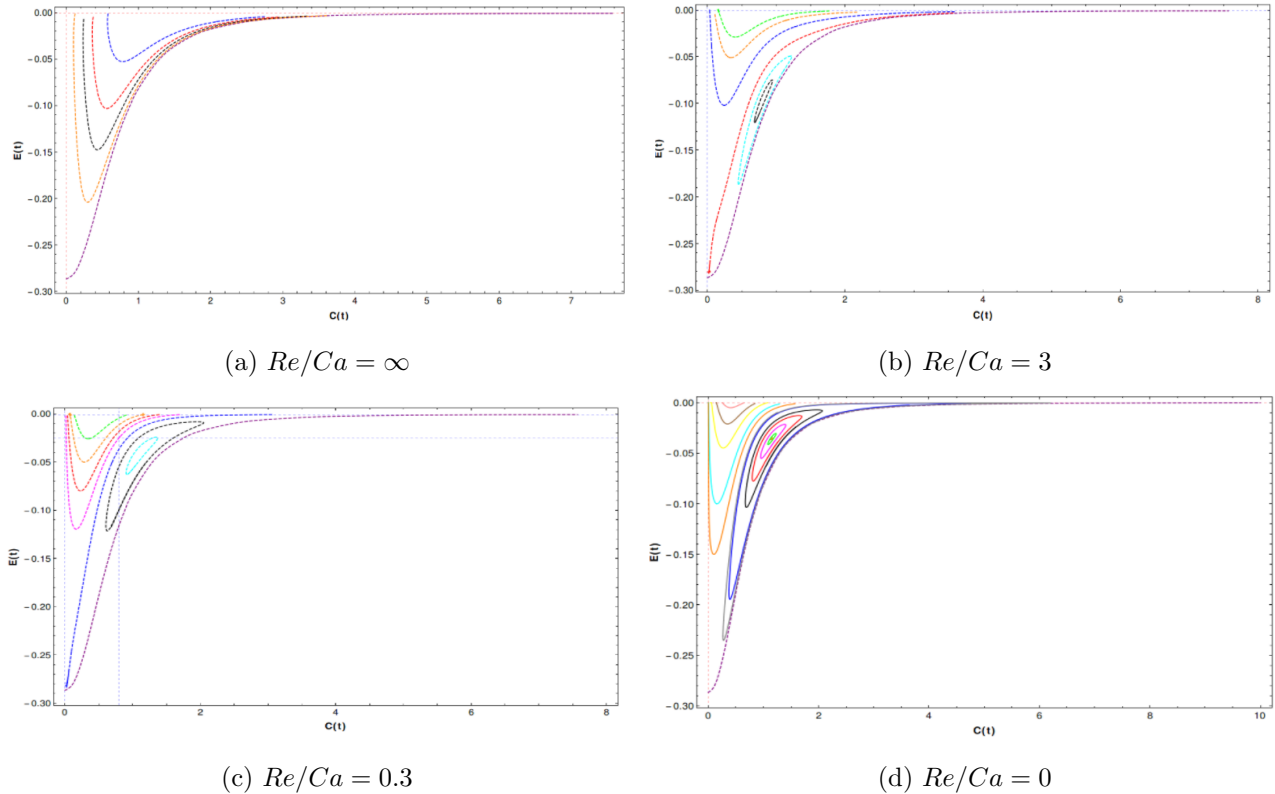 0.00
−0.05
−0.10
−0.15
−0.20
−0.25
−0.30
E(t)
0 1 2 3 4 5 6 7
C(t)
(a) Re/Ca = ∞
0.00
−0.05
−0.10
−0.15
−0.20
−0.25
−0.30
E(t)
0 2 4 6 8
C(t)
(b) Re/Ca = 3
0.00
−0.05
−0.10
−0.15
−0.20
−0.25
−0.30
E(t)
0 2 4 6 8
C(t)
(c) Re/Ca = 0.3
0.00
−0.05
−0.10
−0.15
−0.20
−0.25
−0.30
E(t)
0 2 4 6 8 10
C(t)
(d) Re/Ca = 0